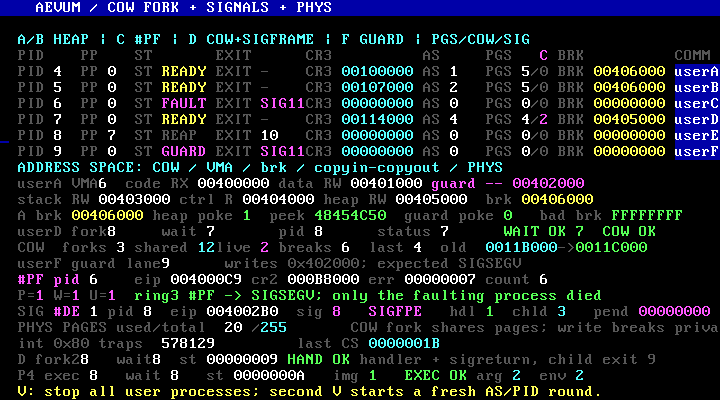 AEVUM / COW FORK + SIGNALS + PHYS
A/B HEAP | C #PF | D COW+SIGFRAME | F GUARD | PGS/COW/SIG
PID PP ST EXIT CR3 AS PGS C BRK COMM
PID 4 PP 0 ST READY EXIT - CR3 00100000 AS 1 PGS 5/0 BRK 00406000 userA
PID 5 PP 0 ST READY EXIT - CR3 00107000 AS 2 PGS 5/0 BRK 00406000 userB
PID 6 PP 0 ST FAULT EXIT SIG11CR3 00000000 AS 0 PGS 0/0 BRK 00000000 userC
PID 7 PP 0 ST READY EXIT - CR3 00114000 AS 4 PGS 4/2 BRK 00405000 userD
PID 8 PP 7 ST REAP EXIT 10 CR3 00000000 AS 0 PGS 0/0 BRK 00000000 userE
PID 9 PP 0 ST GUARD EXIT SIG11CR3 00000000 AS 0 PGS 0/0 BRK 00000000 userF
ADDRESS SPACE: COW / VMA / brk / copyin-copyout / PHYS
userA VMA6 code RX 00400000 data RW 00401000 guard -- 00402000
stack RW 00403000 ctrl R 00404000 heap RW 00405000 brk 00406000
A brk 00406000 heap poke 1 peek 48454C50 guard poke 0 bad brk FFFFFFFF
userD fork8 wait 7 pid 8 status 7 WAIT OK 7 COW OK
COW forks 3 shared 12live 2 breaks 6 last 4 old 0011B000->0011C000
userF guard lane9 writes 0x402000; expected SIGSEGV
#PF pid 6 eip 004000C9 cr2 000B8000 err 00000007 count 6
P=1 W=1 U=1 ring3 #PF -> SIGSEGV; only the faulting process died
SIG #DE 1 pid 8 eip 004002B0 sig 8 SIGFPE hdl 1 chld 3 pend 00000000
PHYS PAGES used/total 20 /255 COW fork shares pages; write breaks priva
int 0x80 traps 578129 last CS 0000001B
D fork28 wait8 st 00000009 HAND OK handler + sigreturn, child exit 9
P4 exec 8 wait 8 st 0000000A img 1 EXEC OK arg 2 env 2
V: stop all user processes; second V starts a fresh AS/PID round.